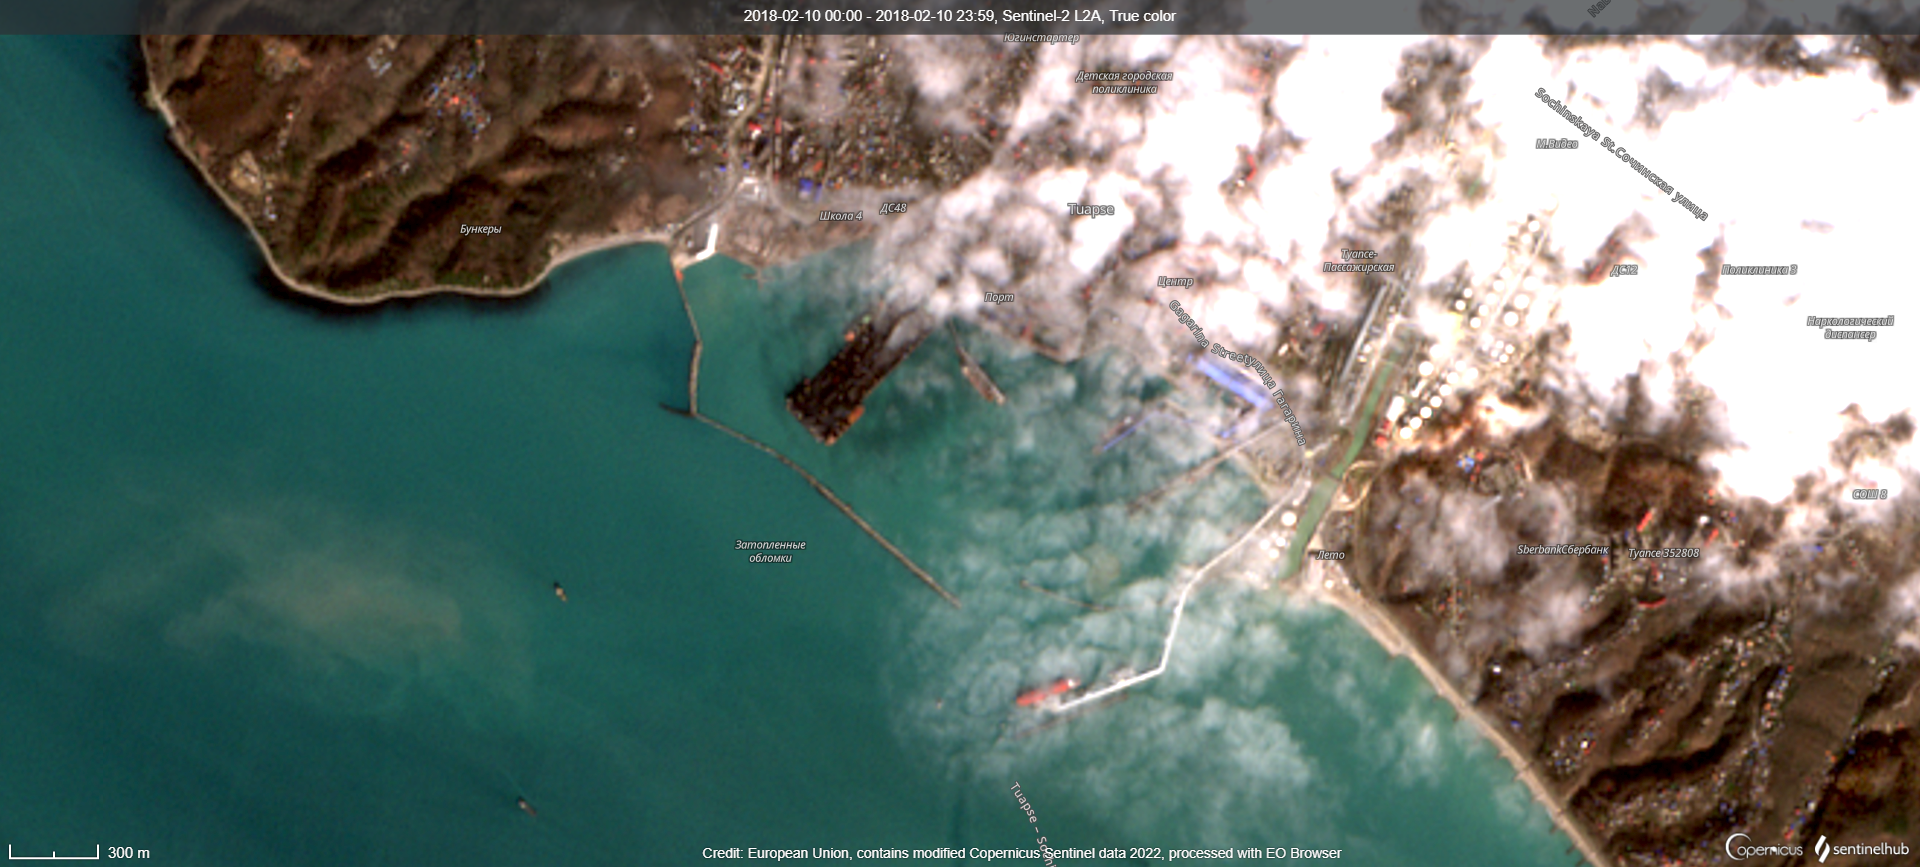 2018-02-10 00:00 - 2018-02-10 23:59, Sentinel-2 L2A, True color
Югинстартер
Детская городская
поликлиника
Sochinskaya St.Сочинская улица
М.Видео
Школа 4
ДС48
Tuapse
Бункеры
Туапсе-
Пассажирская
ДС12
Поликлиника 3
Центр
Порт
Gagarina Streetулица Гагарина
Наркологический
диспансер
СОШ 8
Затопленные
обломки
Лето
SberbankСбербанк
Туапсе 352808
Tuapse – Sochi
300 m
Credit: European Union, contains modified Copernicus Sentinel data 2022, processed with EO Browser
opernicus
sentinelhub